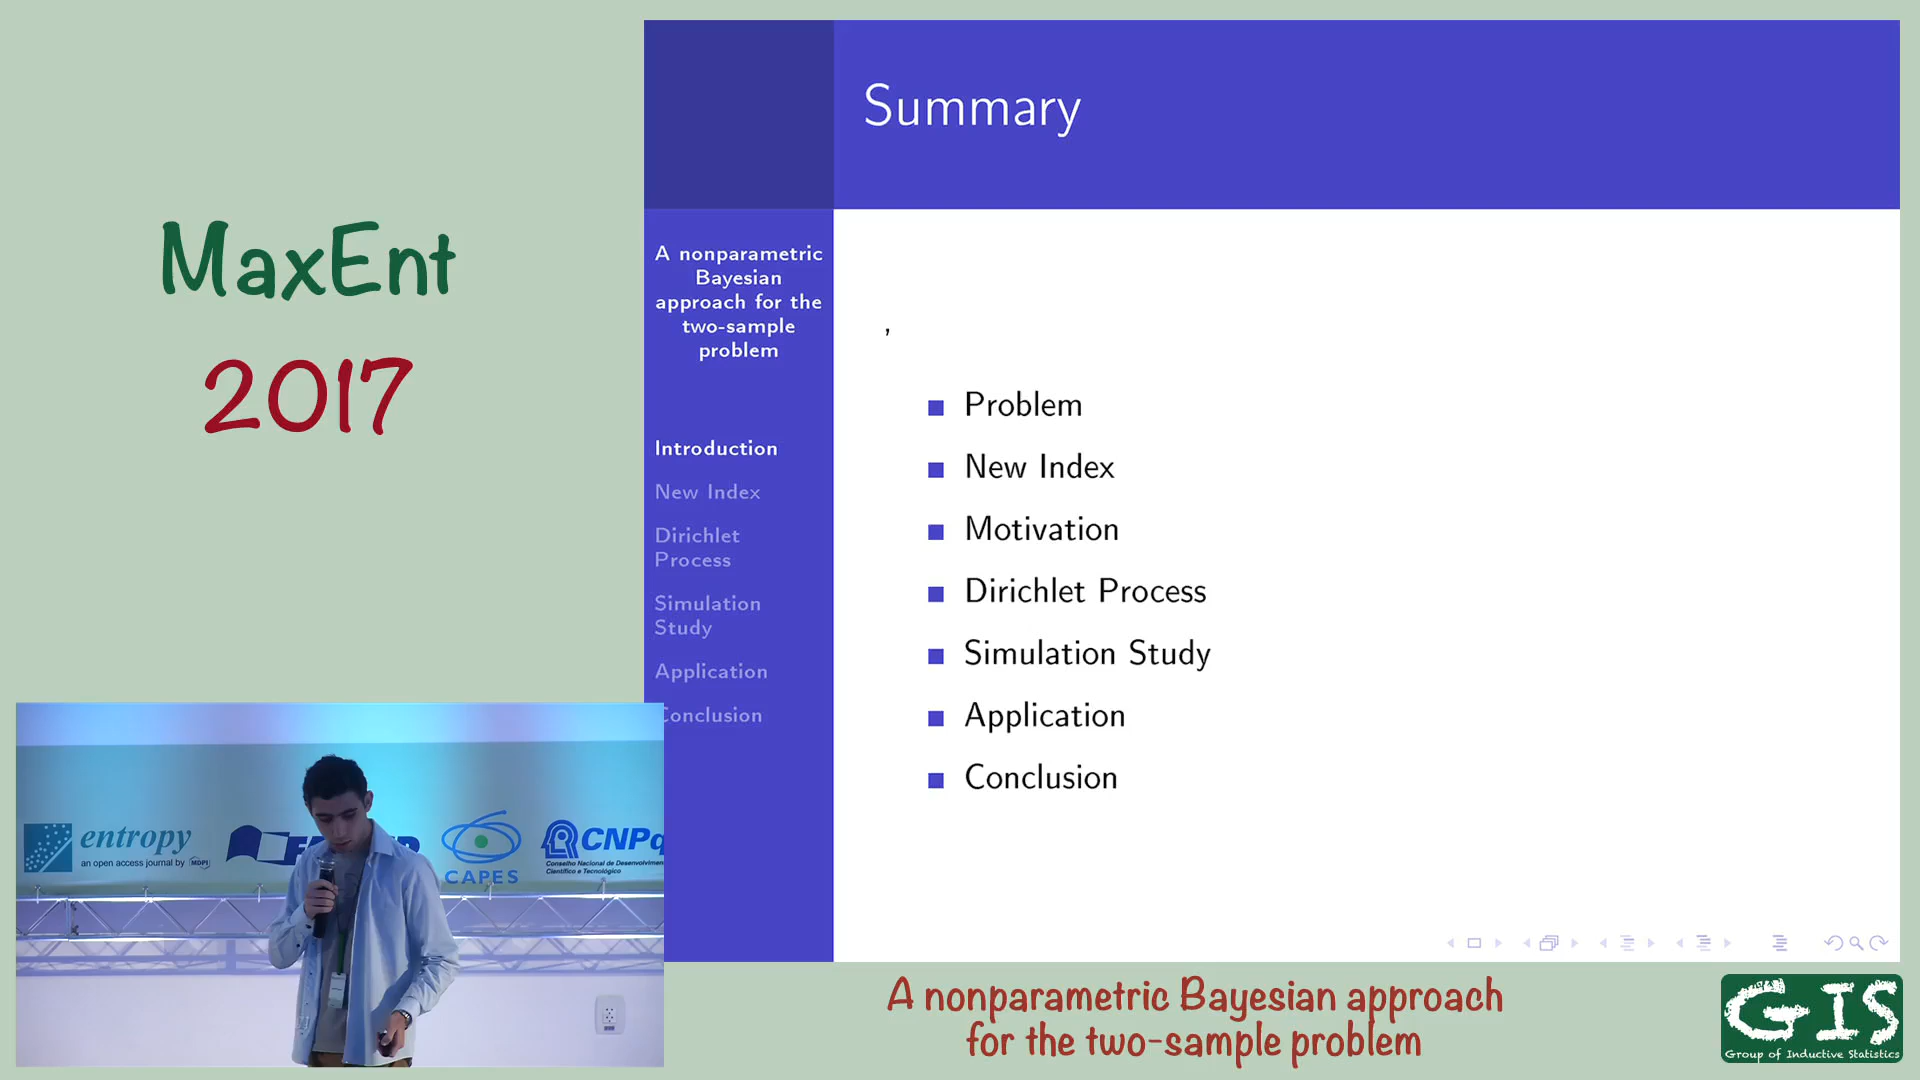 MaxEnt
2017
Summary
A nonparametric
Bayesian
approach for the
two-sample
problem
Introduction
New Index
Dirichlet
Process
Simulation
Study
Application
Conclusion
,
Problem
New Index
Motivation
Dirichlet Process
Simulation Study
Application
Conclusion
entropy
an open access journal by MDPI
CAPES
CNPq
Conselho Nacional de Desenvolvimen
Científico e Tecnológico
A nonparametric Bayesian approach
for the two-sample problem
GIS
Group of Inductive Statistics